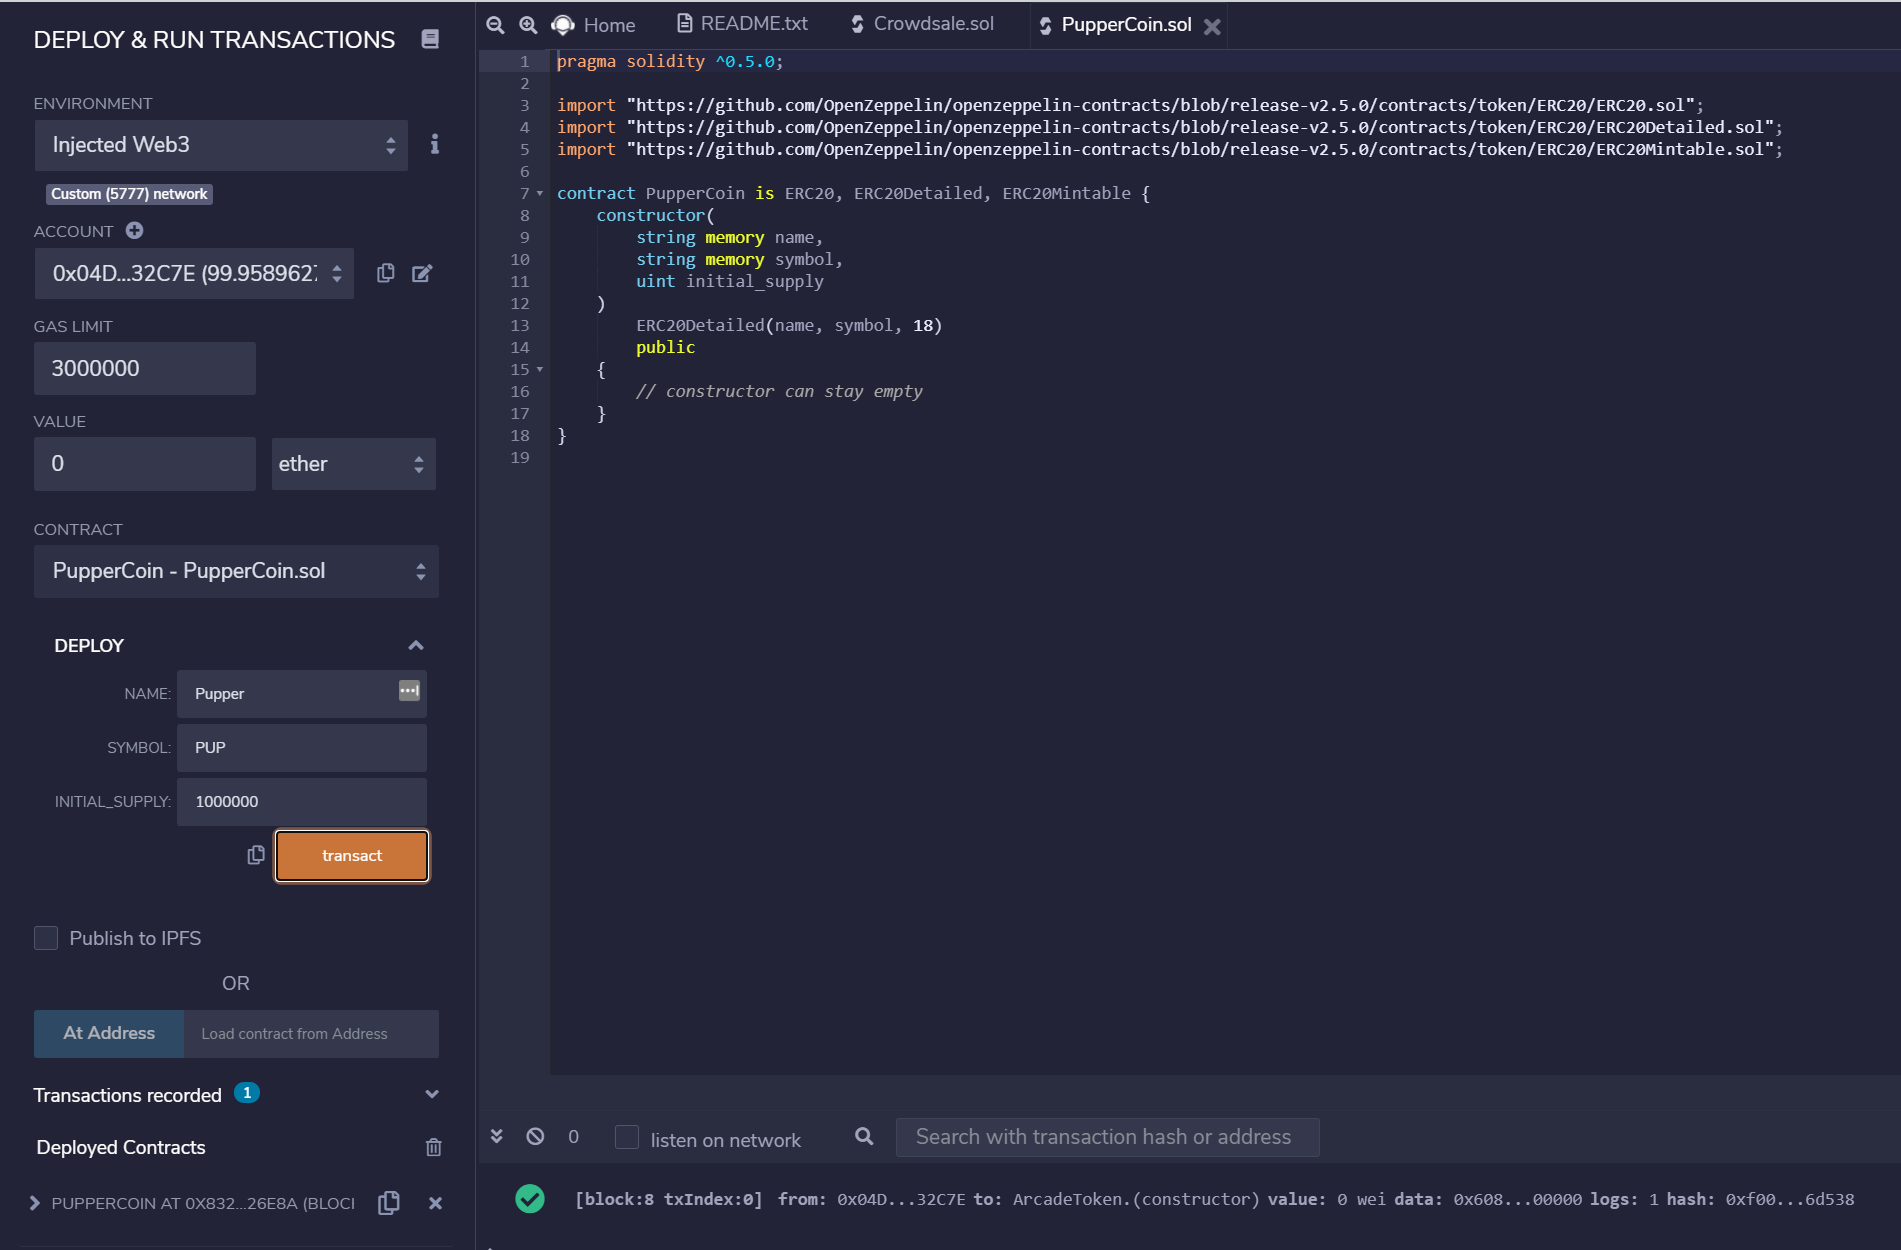 DEPLOY & RUN TRANSACTIONS
ENVIRONMENT
Injected Web3
Custom (5777) network
ACCOUNT
0x04D...32C7E (99.9589627
GAS LIMIT
3000000
VALUE
0
ether
CONTRACT
PupperCoin - PupperCoin.sol
DEPLOY
NAME: Pupper
SYMBOL: PUP
INITIAL_SUPPLY: 1000000
transact
Publish to IPFS
OR
At Address Load contract from Address
Transactions recorded 1
Deployed Contracts
PUPPERCOIN AT 0X832...26E8A (BLOCI
Home README.txt Crowdsale.sol PupperCoin.sol
1 pragma solidity ^0.5.0;
2
3 import "https://github.com/OpenZeppelin/openzeppelin-contracts/blob/release-v2.5.0/contracts/token/ERC20/ERC20.sol";
4 import "https://github.com/OpenZeppelin/openzeppelin-contracts/blob/release-v2.5.0/contracts/token/ERC20/ERC20Detailed.sol";
5 import "https://github.com/OpenZeppelin/openzeppelin-contracts/blob/release-v2.5.0/contracts/token/ERC20/ERC20Mintable.sol";
6
7 contract PupperCoin is ERC20, ERC20Detailed, ERC20Mintable {
8 constructor(
9 string memory name,
10 string memory symbol,
11 uint initial_supply
12 )
13 ERC20Detailed(name, symbol, 18)
14 public
15 {
16 // constructor can stay empty
17 }
18 }
19
0 listen on network Search with transaction hash or address
[block:8 txIndex:0] from: 0x04D...32C7E to: ArcadeToken.(constructor) value: 0 wei data: 0x608...00000 logs: 1 hash: 0xf00...6d538